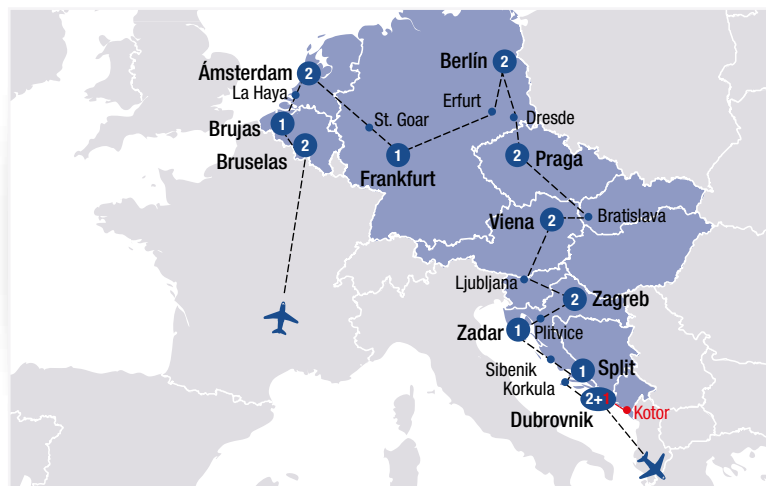 Ámsterdam
2
La Haya
Brujas
1
Bruselas
2
St. Goar
1
Frankfurt
Berlín
2
Erfurt
Dresde
2
Praga
Viena
2
Bratislava
Ljubljana
2
Zagreb
Zadar
1
Plitvice
Sibenik
1
Split
Korkula
2+1
Dubrovnik
Kotor